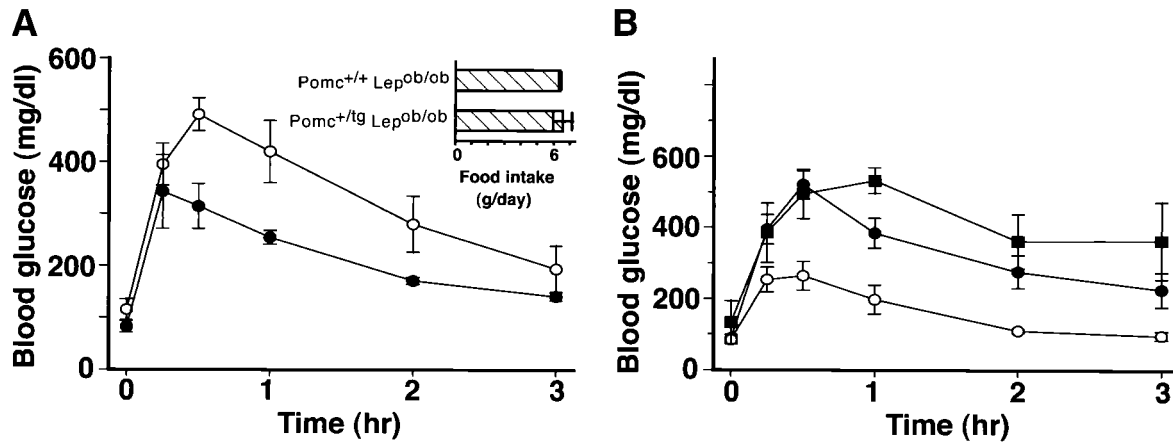 A
Blood glucose (mg/dl)
600
400
200
0
0 1 2 3
Time (hr)
Pomc+/+ Lepob/ob
Pomc+/tg Lepob/ob
0 6
Food intake
(g/day)
B
Blood glucose (mg/dl)
600
400
200
0
0 1 2 3
Time (hr)